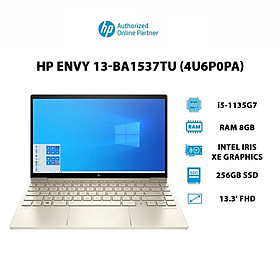 hp
Authorized
Online Partner
HP ENVY 13-BA1537TU (4U6P0PA)
i5-1135G7
RAM 8GB
INTEL IRIS
XE GRAPHICS
256GB SSD
13.3' FHD